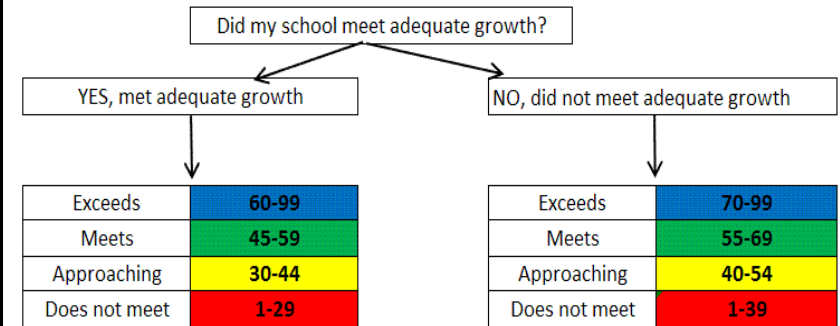 Did my school meet adequate growth?
YES, met adequate growth
NO, did not meet adequate growth
Exceeds 60-99
Meets 45-59
Approaching 30-44
Does not meet 1-29
Exceeds 70-99
Meets 55-69
Approaching 40-54
Does not meet 1-39